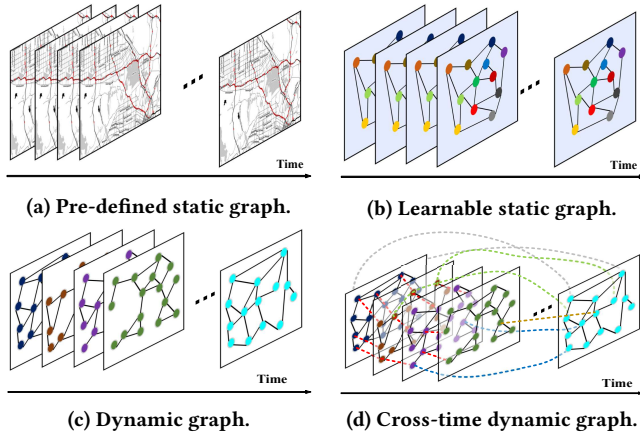 Time
Time
(a) Pre-defined static graph.
(b) Learnable static graph.
Time
Time
(c) Dynamic graph.
(d) Cross-time dynamic graph.